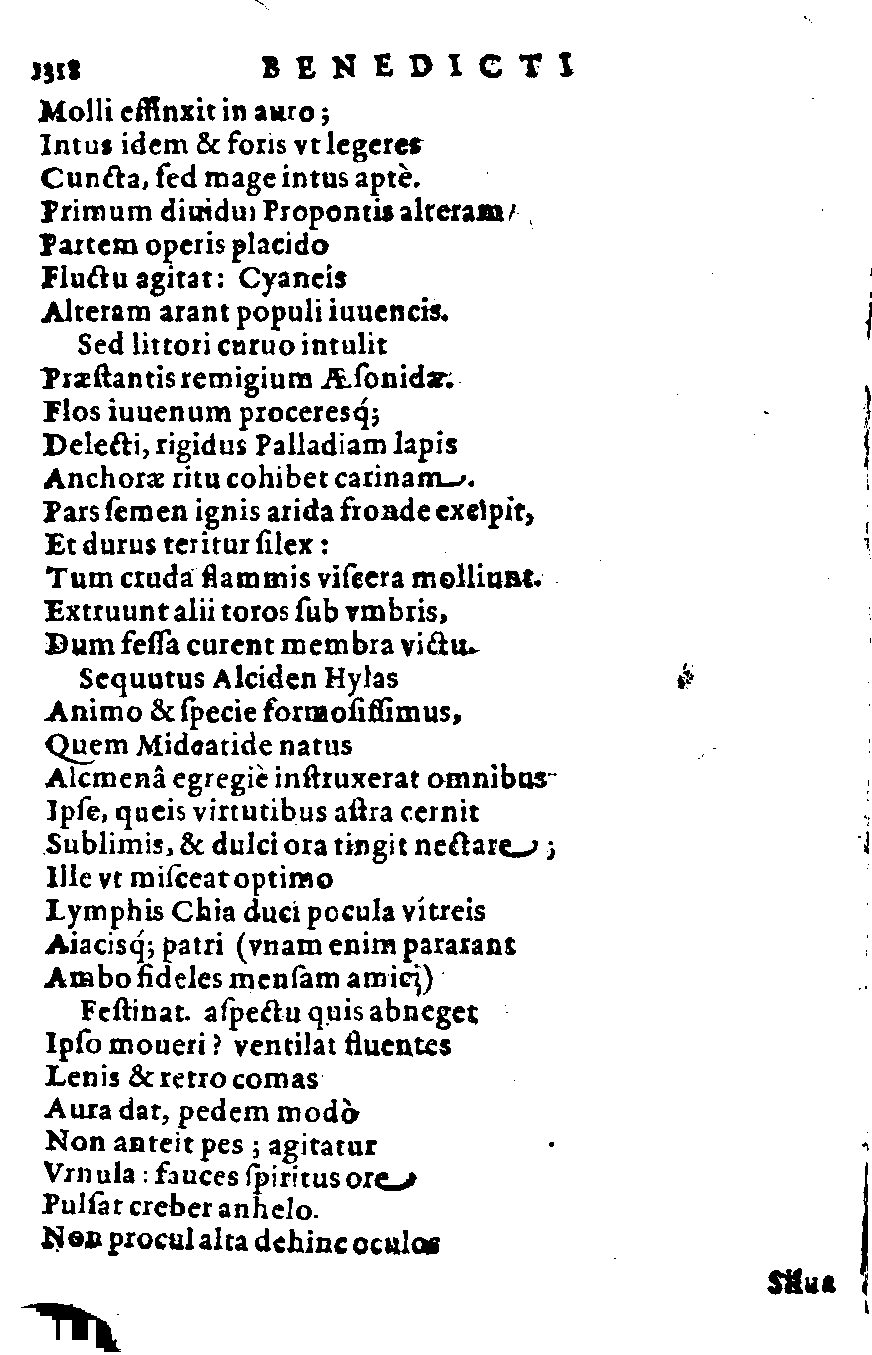 1318 BENEDICTI
Molli effinxit in auro;
Intus idem & foris vt legeres
Cuncta, ſed mage intus aptè.
Primum diuidui Propontis alteram
Partem operis placido
Fluctu agitat: Cyaneis
Alteram arant populi iuuencis.
Sed littori curuo intulit
Præſtantis remigium Æſonidæ.
Flos iuuenum proceresq́;
Delecti, rigidus Palladiam lapis
Anchoræ ritu cohibet carinam.
Pars ſemen ignis arida fronde excipit,
Et durus teritur ſilex:
Tum cruda flammis viſcera molliunt.
Extruunt alii toros ſub vmbris,
Dum feſſa curent membra victu.
Sequutus Alciden Hylas
Animo & ſpecie formoſiſſimus,
Quem Mideatide natus
Alcmenâ egregiè inſtruxerat omnibus
Ipſe, queis virtutibus aſtra cernit
Sublimis, & dulci ora tingit nectare;
Ille vt miſceat optimo
Lymphis Chia duci pocula vítreis
Aiacisq́; patri (vnam enim pararant
Ambo fideles menſam amici)
Feſtinat. aſpectu quis abneget
Ipſo moueri? ventilat fluentes
Lenis & retro comas
Aura dat, pedem modò
Non anteit pes; agitatur
Vrnula: fauces ſpiritus ore
Pulſat creber anhelo.
Non procul alta dehinc oculos
Silua